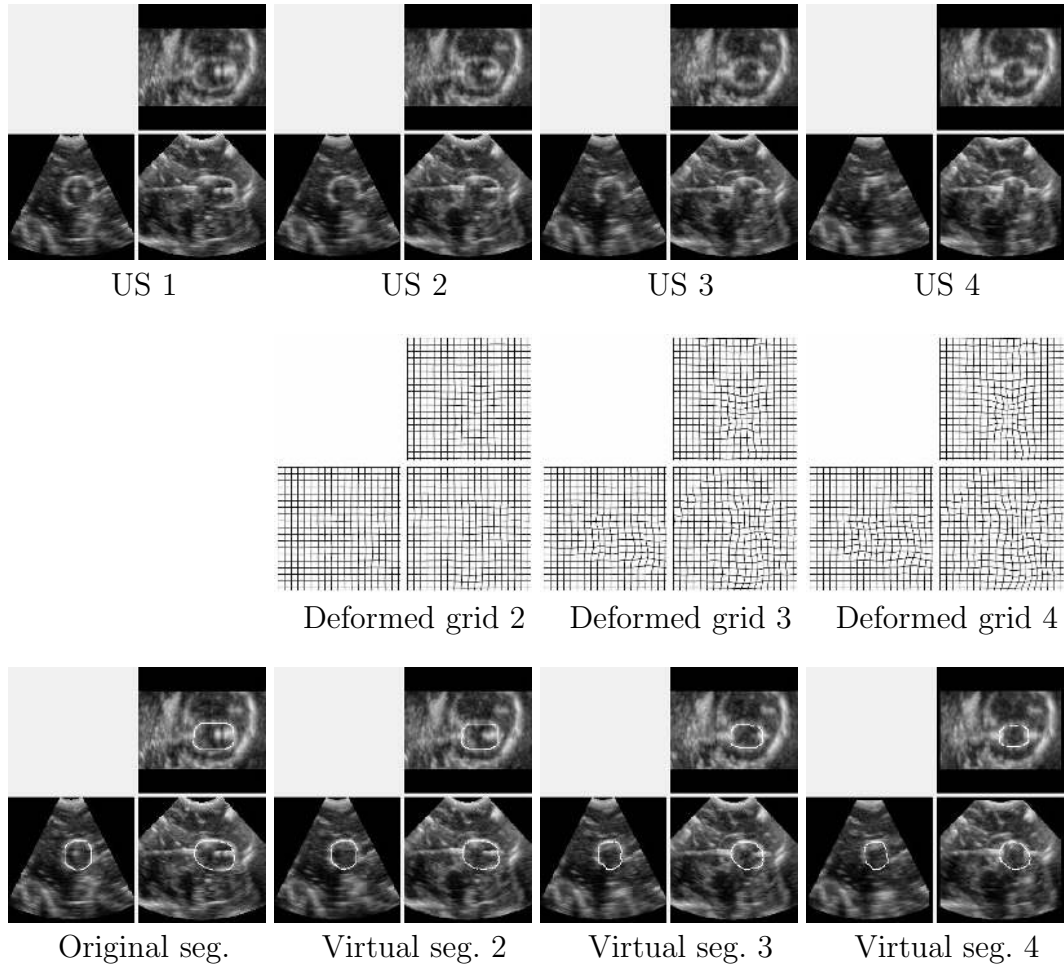 US 1
US 2
US 3
US 4
Deformed grid 2
Deformed grid 3
Deformed grid 4
Original seg.
Virtual seg. 2
Virtual seg. 3
Virtual seg. 4